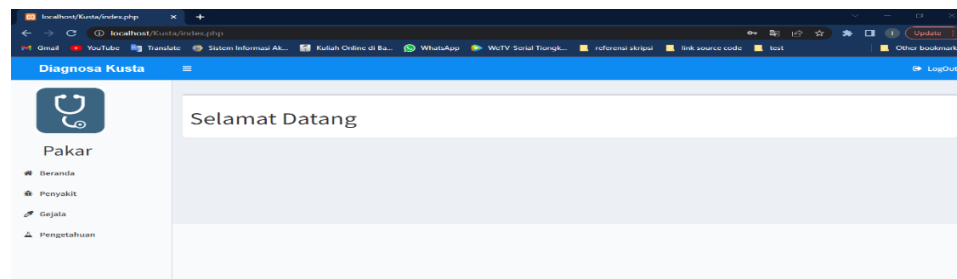 localhost/Kusta/index.php
localhost/Kusta/index.php
Update
Gmail YouTube Translate Sistem Informasi Ak... Kuliah Online di Ba... WhatsApp WeTV Serial Tiongk... referensi skripsi link source code test Other bookmark
Diagnosa Kusta LogOut
Selamat Datang
Pakar
Beranda
Penyakit
Gejala
Pengetahuan